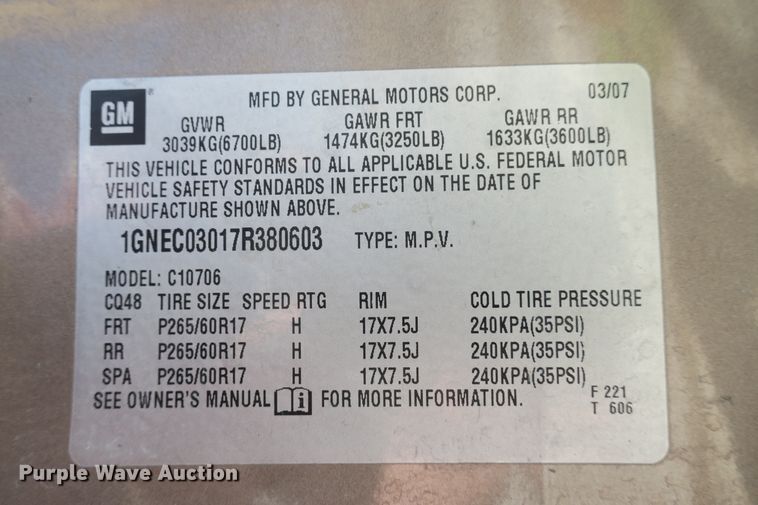 GM MFD BY GENERAL MOTORS CORP. 03/07
GVWR GAWR FRT GAWR RR
3039KG(6700LB) 1474KG(3250LB) 1633KG(3600LB)
THIS VEHICLE CONFORMS TO ALL APPLICABLE U.S. FEDERAL MOTOR
VEHICLE SAFETY STANDARDS IN EFFECT ON THE DATE OF
MANUFACTURE SHOWN ABOVE.
1GNEC03017R380603 TYPE: M.P.V.
MODEL: C10706
CQ48 TIRE SIZE SPEED RTG RIM COLD TIRE PRESSURE
FRT P265/60R17 H 17X7.5J 240KPA(35PSI)
RR P265/60R17 H 17X7.5J 240KPA(35PSI)
SPA P265/60R17 H 17X7.5J 240KPA(35PSI)
SEE OWNER'S MANUAL i FOR MORE INFORMATION.
F 221
T 606
Purple Wave Auction